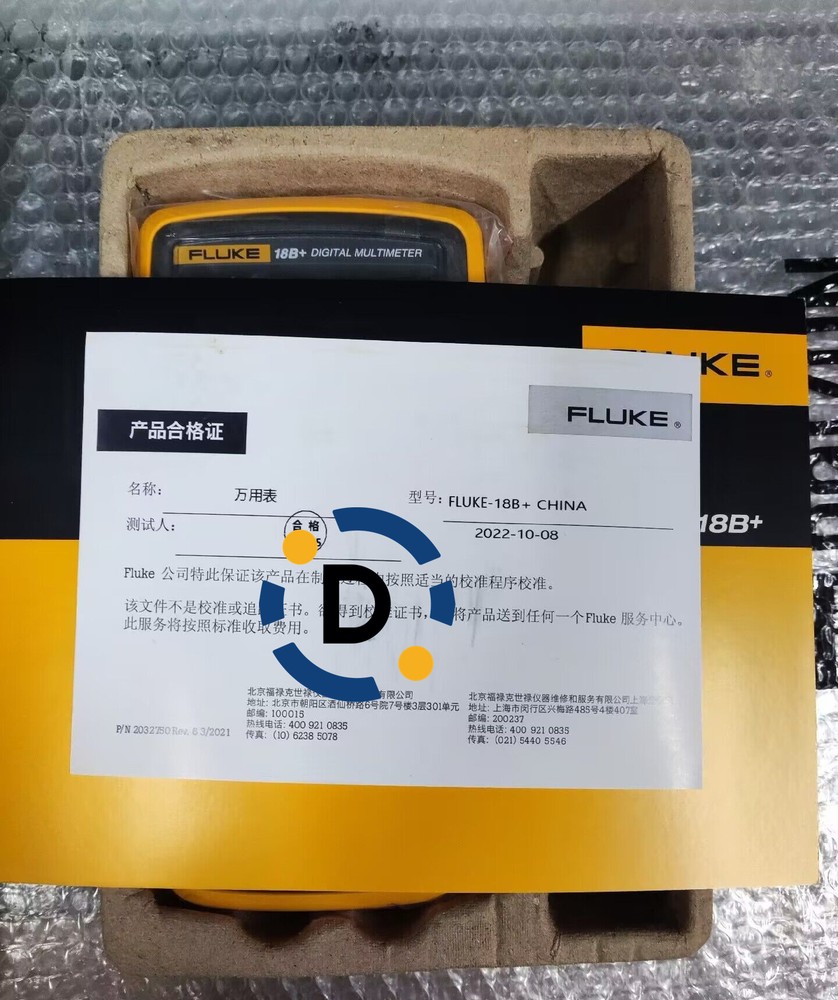 FLUKE 18B+ DIGITAL MULTIMETER
KE®
18B+
FLUKE®
产品合格证
名称: 万用表
型号: FLUKE-18B+ CHINA
测试人: 合格
2022-10-08
Fluke 公司特此保证该产品在制 按照适当的校准程序校准。
该文件不是校准或追 证书。 得到校 证书, 将产品送到任何一个Fluke 服务中心。
此服务将按照标准收取费用。
D
北京福禄克世禄仪 有限公司
地址: 北京市朝阳区酒仙桥路6号院7号楼3层301单元
邮编: 100015
热线电话: 400 921 0835
传真: (10) 6238 5078
北京福禄克世禄仪器维修和服务有限公司上海
地址: 上海市闵行区兴梅路485号4楼407室
邮编: 200237
热线电话: 400 921 0835
传真: (021) 5440 5546
P/N 2032750 Rev. 6 3/2021